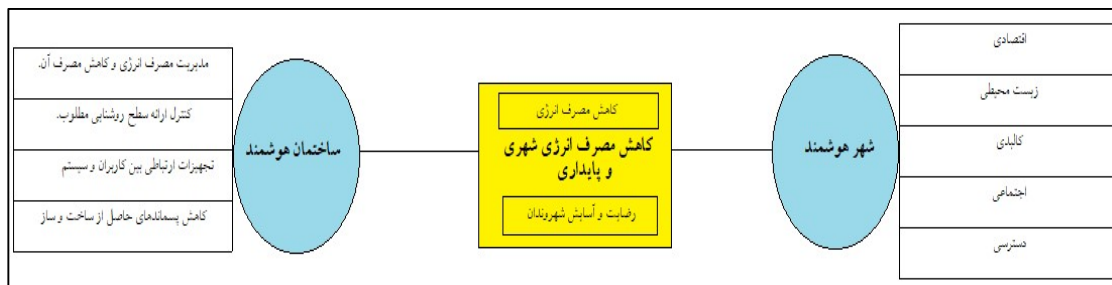 اقتصادی
زیست محیطی
کالبدی
اجتماعی
دسترسی
شهر هوشمند
کاهش مصرف انرژی
کاهش مصرف انرژی شهری
و پایداری
رضایت و آسایش شهروندان
ساختمان هوشمند
مدیریت مصرف انرژی و کاهش مصرف آن.
کنترل ارائه سطح روشنایی مطلوب.
تجهیزات ارتباطی بین کاربران و سیستم
کاهش پسماندهای حاصل از ساخت و ساز